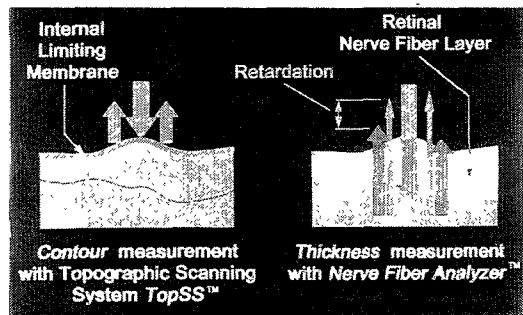 Internal
Limiting
Membrane
Retinal
Nerve Fiber Layer
Retardation
Contour measurement
with Topographic Scanning
System TopSS™
Thickness measurement
with Nerve Fiber Analyzer™